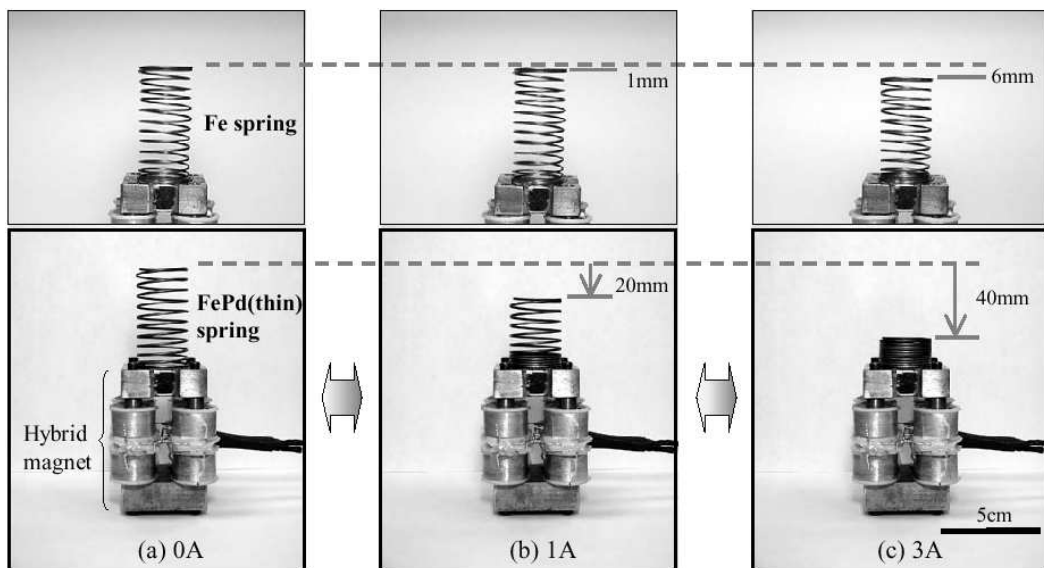 1mm
6mm
Fe spring
20mm
40mm
FePd(thin)
spring
Hybrid
magnet
5cm
(a) 0A
(b) 1A
(c) 3A